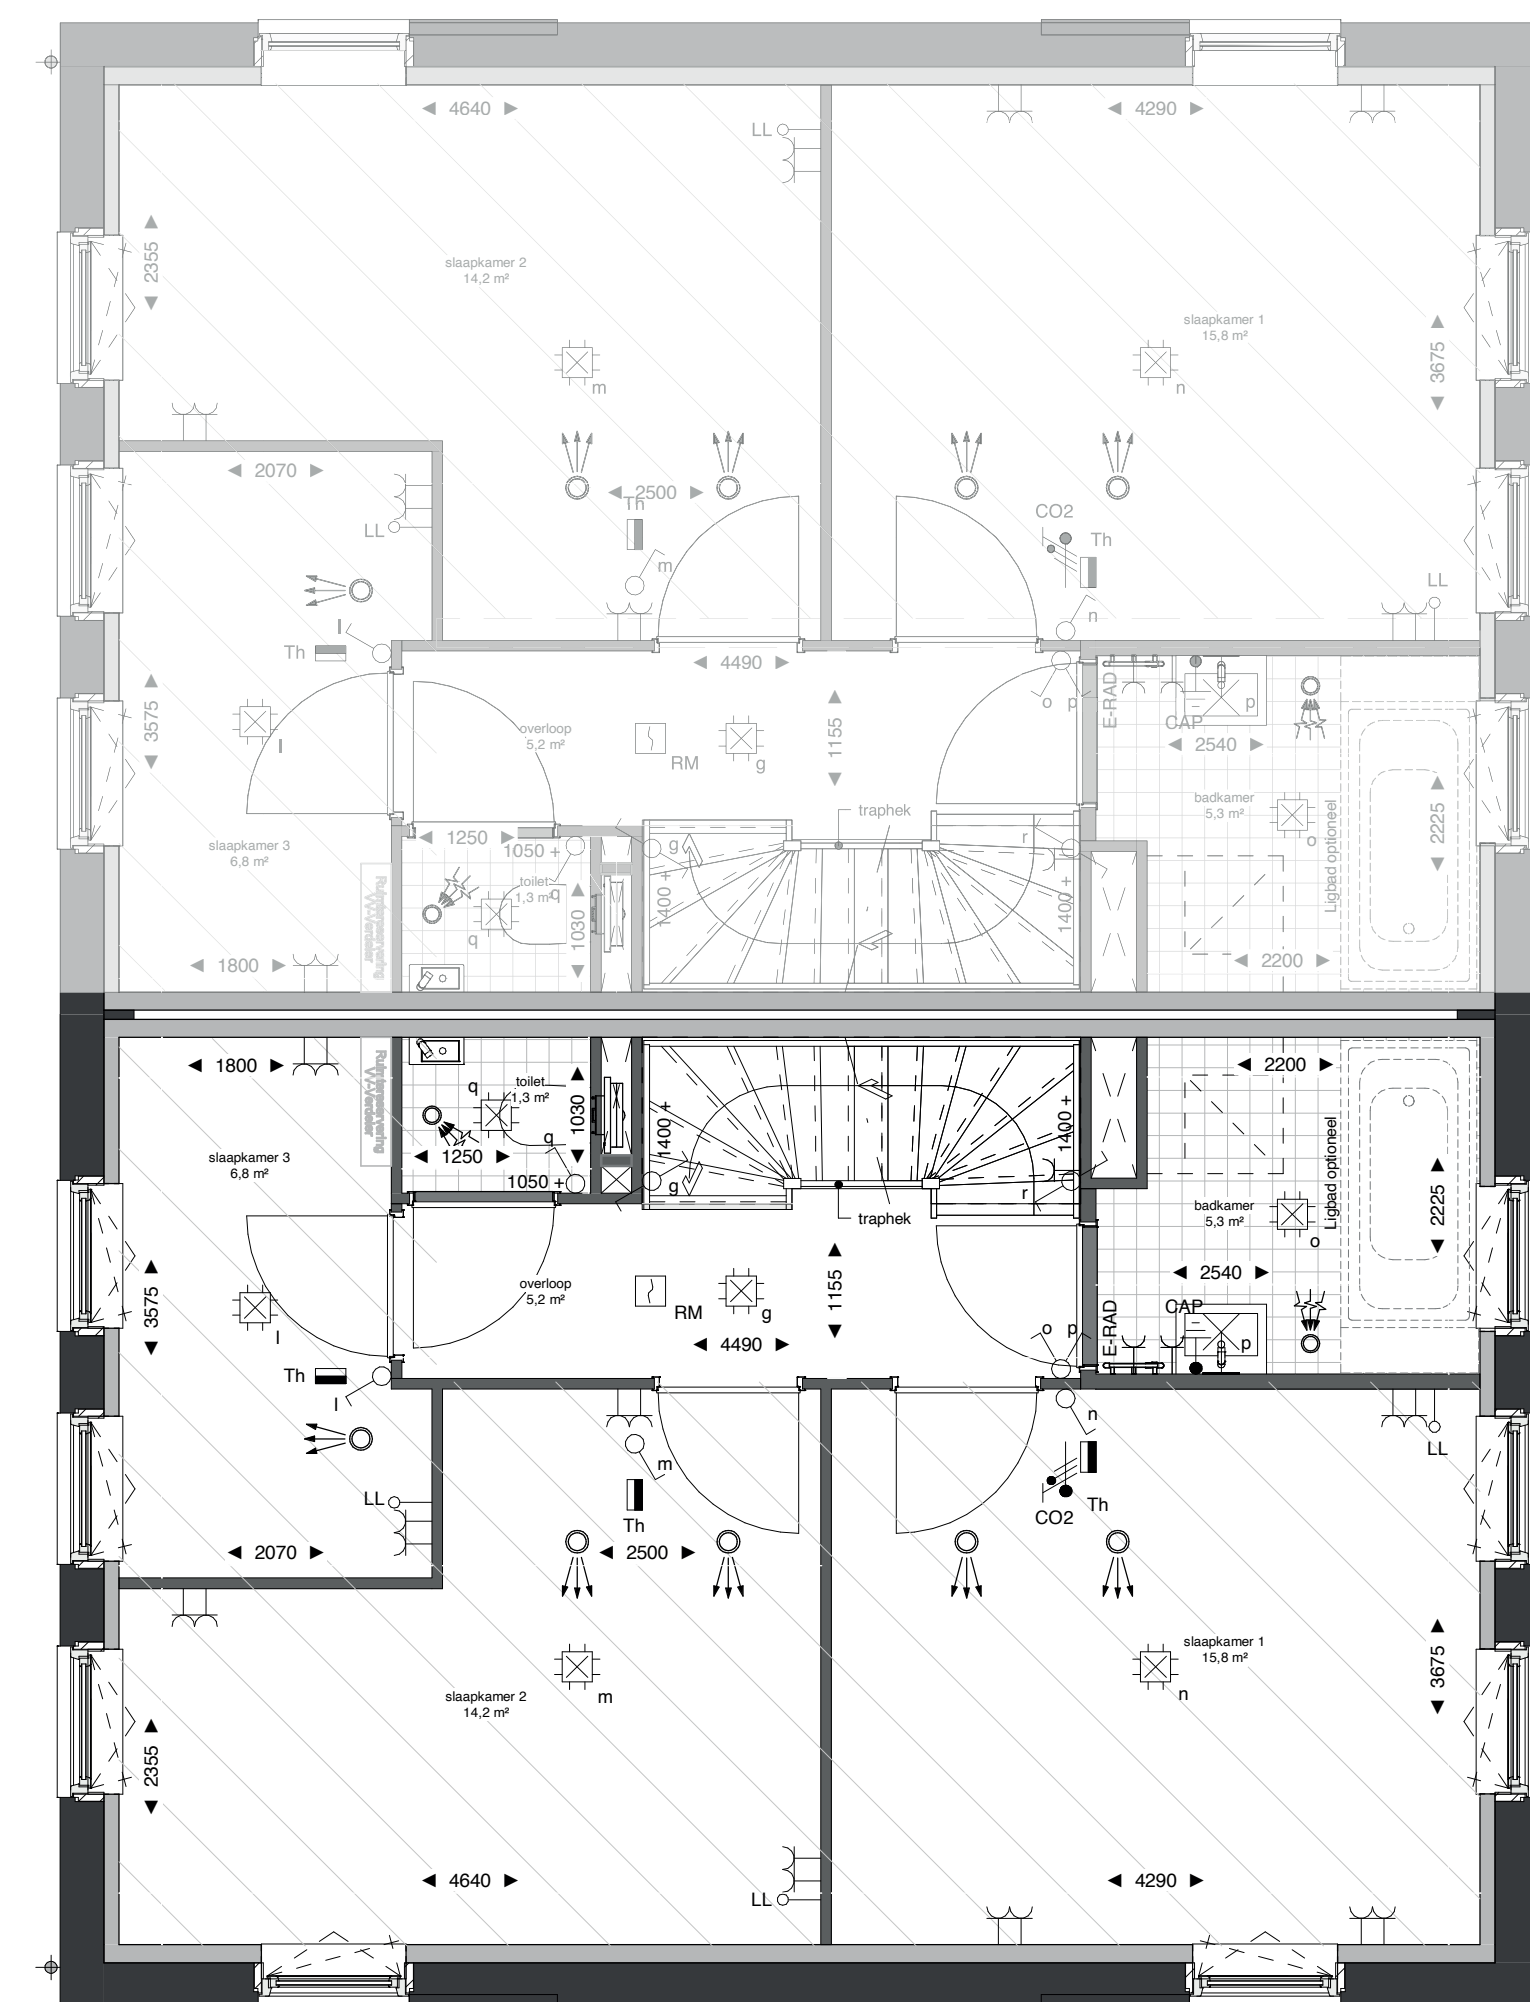 4640
4290
LL
2355
slaapkamer 2
14,2 m²
slaapkamer 1
15,8 m²
3675
m
n
2070
2500
Th
LL
CO2
Th
m
l
n
LL
Th
4490
o p
E-RAD
CAP
p
2540
3575
l
overloop
5,2 m²
RM
g
1155
badkamer
5,3 m²
o
Ligbad optioneel
2225
traphek
1250
1050 +
g
r
slaapkamer 3
6,8 m²
toilet
1,3 m²
q
q
1030
1400 +
1400 +
1800
2200
1800
2200
q
toilet
1,3 m²
1030
1400 +
1400 +
slaapkamer 3
6,8 m²
q
1250
1050 +
g
r
Ligbad optioneel
2225
traphek
badkamer
5,3 m²
o
3575
overloop
5,2 m²
RM
g
1155
2540
l
4490
o p
E-RAD
CAP
p
Th
l
n
LL
m
Th
CO2
Th
LL
2070
2500
slaapkamer 1
15,8 m²
3675
slaapkamer 2
14,2 m²
m
n
2355
4640
LL
4290